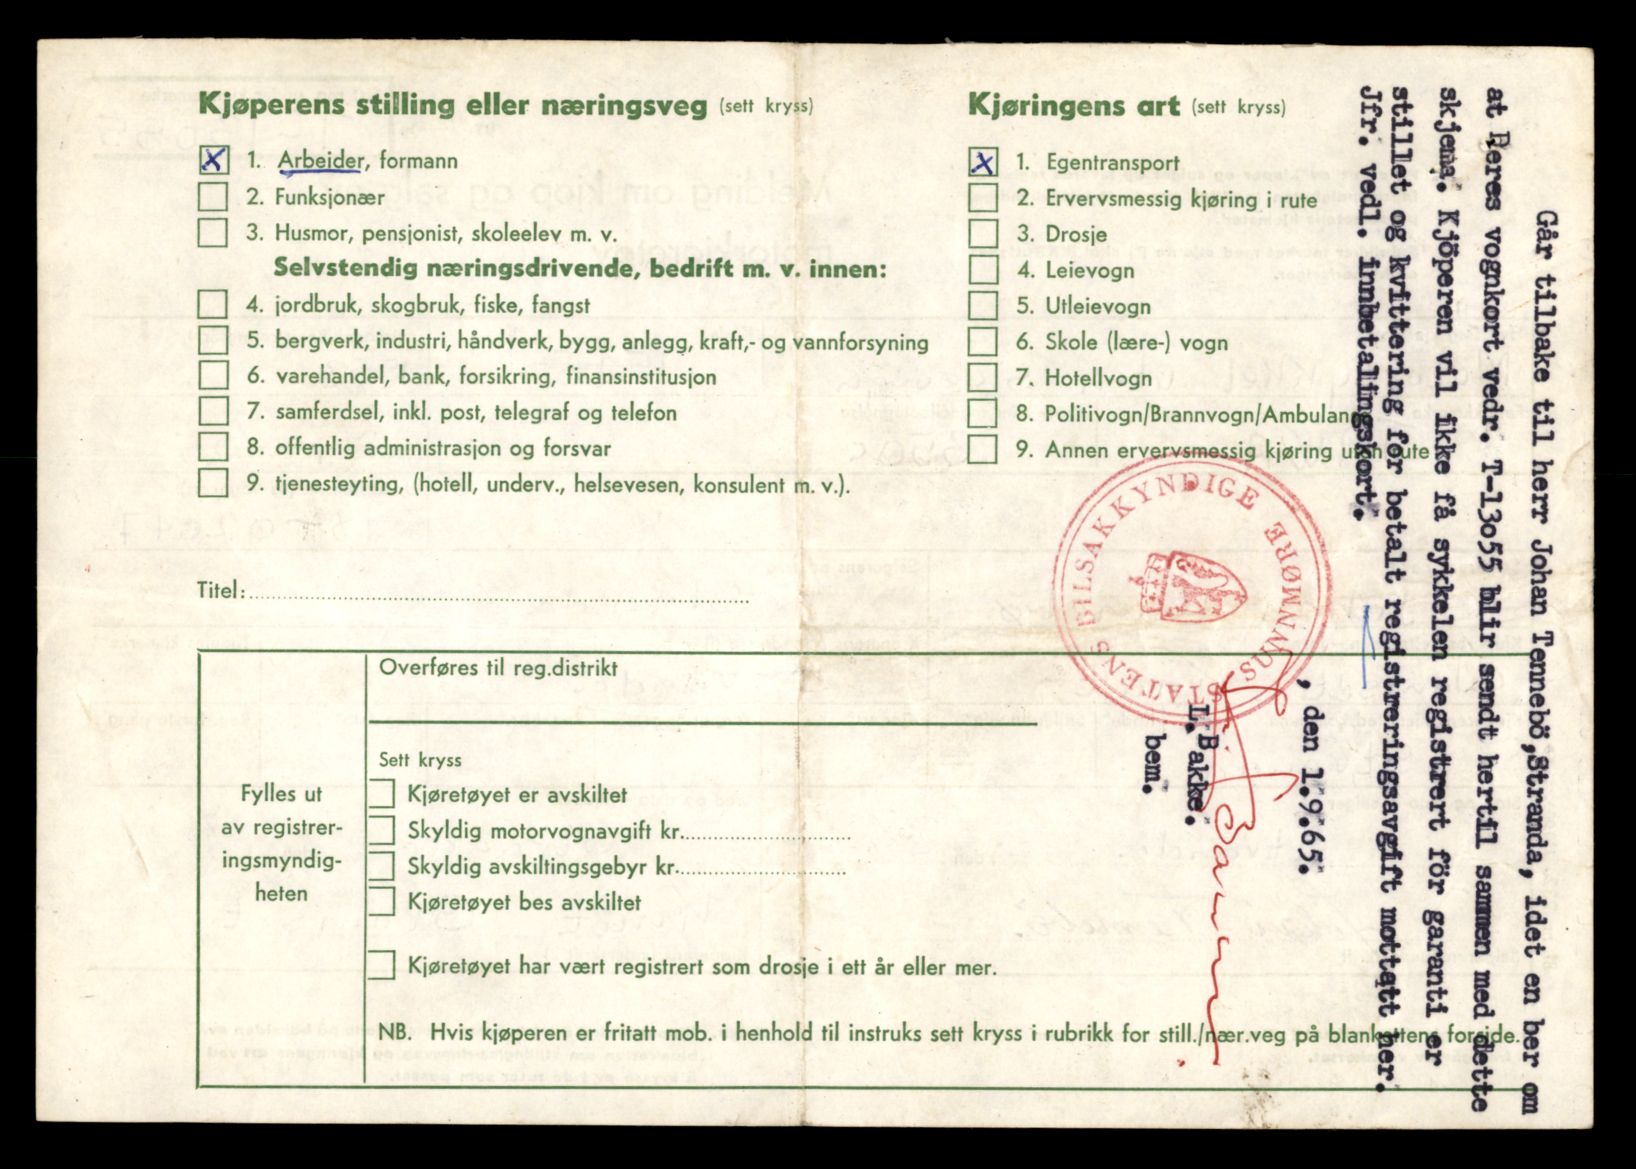 Kjøperens stilling eller næringsveg (sett kryss)
X 1. Arbeider, formann
2. Funksjonær
3. Husmor, pensjonist, skoleelev m. v.
Selvstendig næringsdrivende, bedrift m. v. innen:
4. jordbruk, skogbruk, fiske, fangst
5. bergverk, industri, håndverk, bygg, anlegg, kraft,- og vannforsyning
6. varehandel, bank, forsikring, finansinstitusjon
7. samferdsel, inkl. post, telegraf og telefon
8. offentlig administrasjon og forsvar
9. tjenesteyting, (hotell, underv., helsevesen, konsulent m. v.).
Titel:
Kjøringens art (sett kryss)
X 1. Egentransport
2. Ervervsmessig kjøring i rute
3. Drosje
4. Leievogn
5. Utleievogn
6. Skole (lære-) vogn
7. Hotellvogn
8. Politivogn/Brannvogn/Ambulang
9. Annen ervervsmessig kjøring uten rute
Går tilbake til herr Johan Tennebö, Stranda, idet en ber om
at Deres vognkort vedr. T-13055 blir sendt hertil sammen med dette
skjema. Kjöperen vil ikke få sykkelen registrert för garanti er
stillet og kvittering for betalt registreringsavgift mottatt her.
Jfr. vedl. innbetalingskort.
, den 1.9.65.
STATENS BILSAKKYNDIGE SUNNMØRE
L. Bakke.
bem.
Fylles ut
av registrer-
ingsmyndig-
heten
Overføres til reg.distrikt
Sett kryss
Kjøretøyet er avskiltet
Skyldig motorvognavgift kr.
Skyldig avskiltingsgebyr kr.
Kjøretøyet bes avskiltet
Kjøretøyet har vært registrert som drosje i ett år eller mer.
NB. Hvis kjøperen er fritatt mob. i henhold til instruks sett kryss i rubrikk for still./nær.veg på blankettens forside.